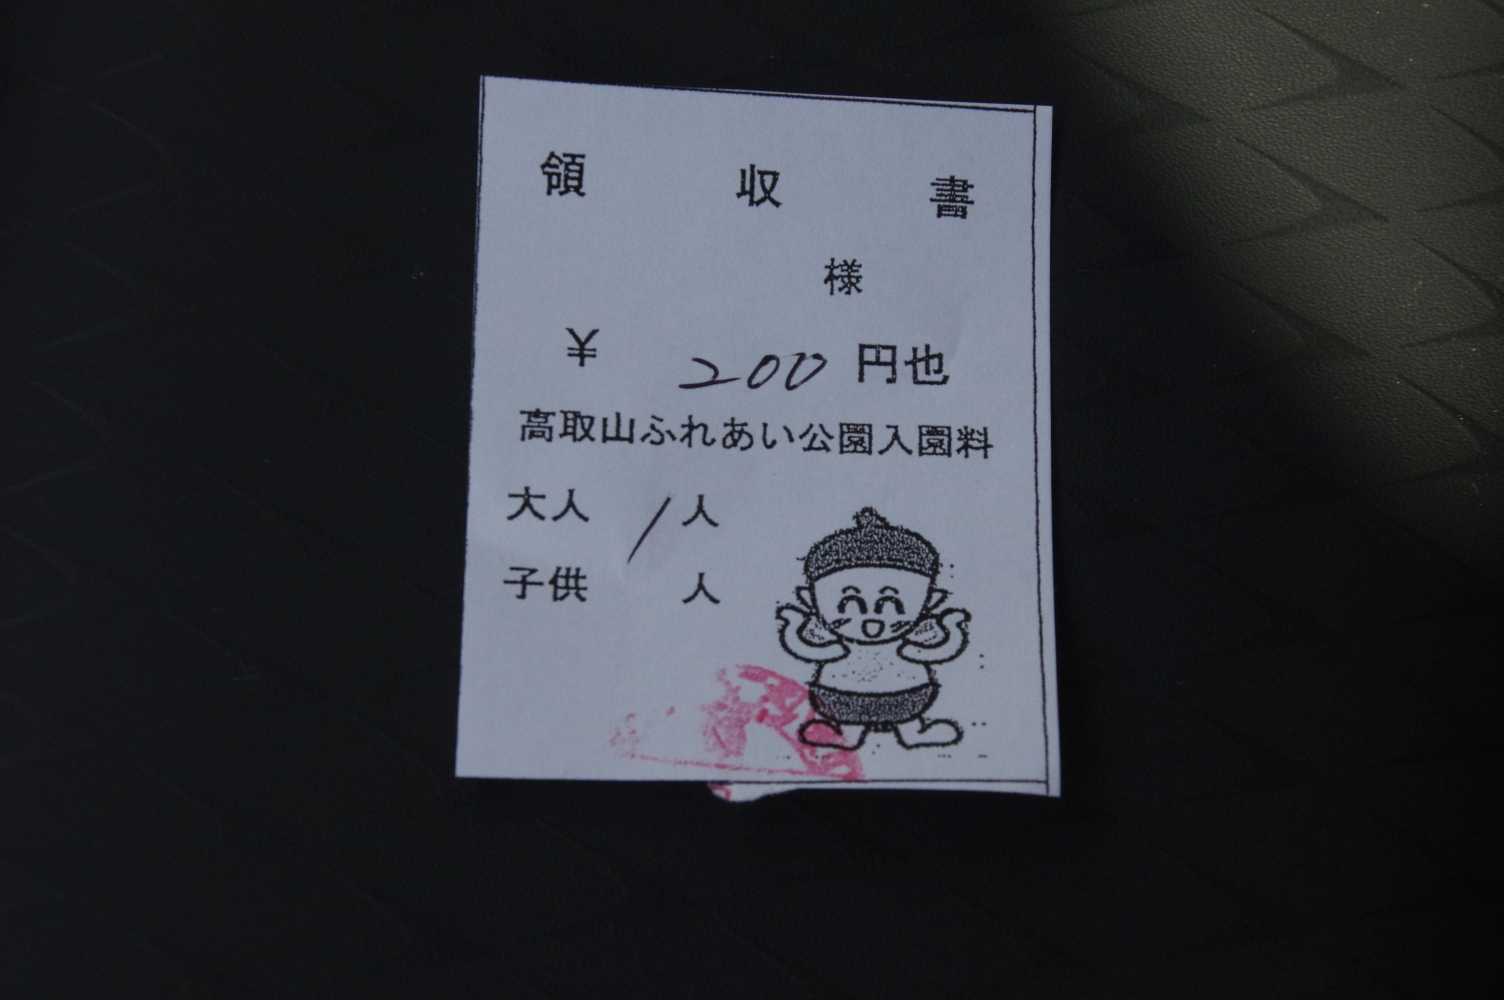 領収書
様
¥ 200 円也
高取山ふれあい公園入園料
大人 1 人
子供 人